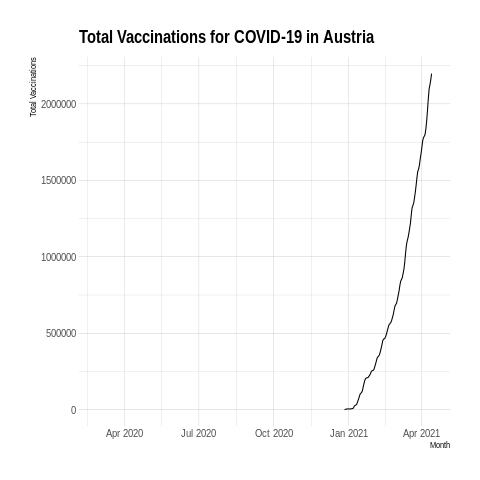 Total Vaccinations for COVID-19 in Austria
Total Vaccinations
2000000
1500000
1000000
500000
0
Apr 2020 Jul 2020 Oct 2020 Jan 2021 Apr 2021
Month